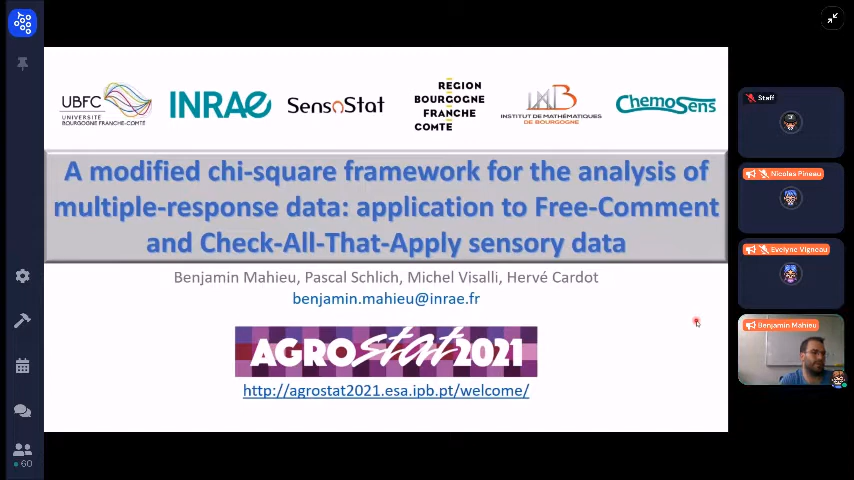 UBFC
UNIVERSITÉ
BOURGOGNE FRANCHE-COMTÉ
INRAE
SensoStat
RÉGION
BOURGOGNE
FRANCHE
COMTE
IMB
INSTITUT DE MATHÉMATIQUES
DE BOURGOGNE
ChemoSens
A modified chi-square framework for the analysis of
multiple-response data: application to Free-Comment
and Check-All-That-Apply sensory data
Benjamin Mahieu, Pascal Schlich, Michel Visalli, Hervé Cardot
benjamin.mahieu@inrae.fr
AGROstat2021
http://agrostat2021.esa.ipb.pt/welcome/
Staff
Nicolas Pineau
Evelyne Vigneau
Benjamin Mahieu
60